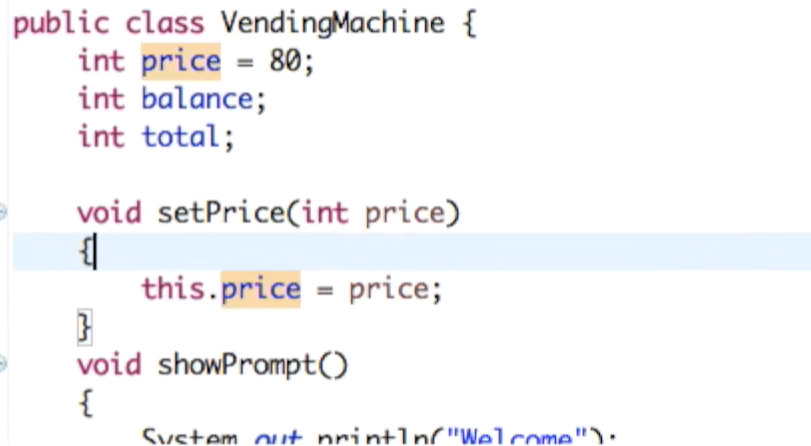 public class VendingMachine {
int price = 80;
int balance;
int total;
void setPrice(int price)
{
this.price = price;
}
void showPrompt()
{
System.out.println("Welcome");